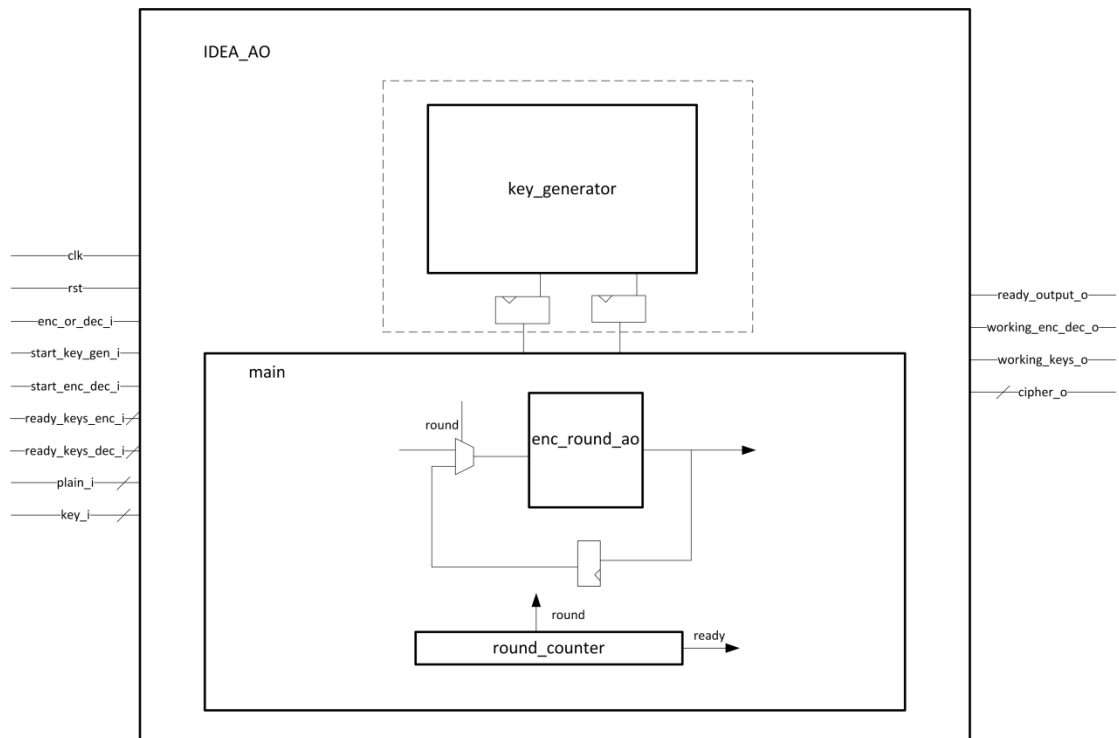 IDEA_AO
key_generator
clk
rst
enc_or_dec_i
start_key_gen_i
start_enc_dec_i
ready_keys_enc_i
ready_keys_dec_i
plain_i
key_i
ready_output_o
working_enc_dec_o
working_keys_o
cipher_o
main
round
enc_round_ao
round
round_counter
ready